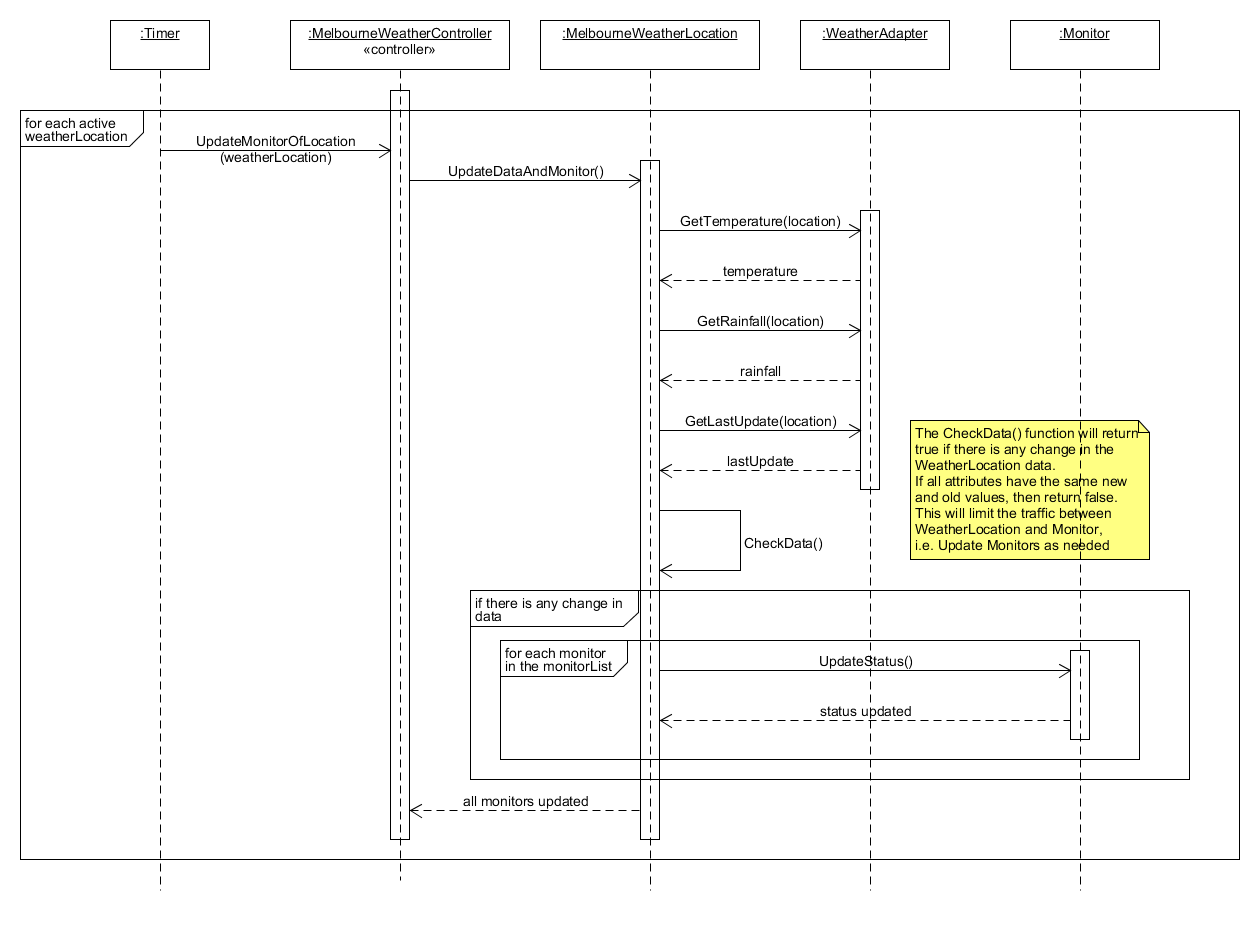 :Timer
:MelbourneWeatherController
«controller»
:MelbourneWeatherLocation
:WeatherAdapter
:Monitor
for each active
weatherLocation
UpdateMonitorOfLocation
(weatherLocation)
UpdateDataAndMonitor()
GetTemperature(location)
temperature
GetRainfall(location)
rainfall
GetLastUpdate(location)
lastUpdate
The CheckData() function will return
true if there is any change in the
WeatherLocation data.
If all attributes have the same new
and old values, then return false.
This will limit the traffic between
WeatherLocation and Monitor,
i.e. Update Monitors as needed
CheckData()
if there is any change in
data
for each monitor
in the monitorList
UpdateStatus()
status updated
all monitors updated